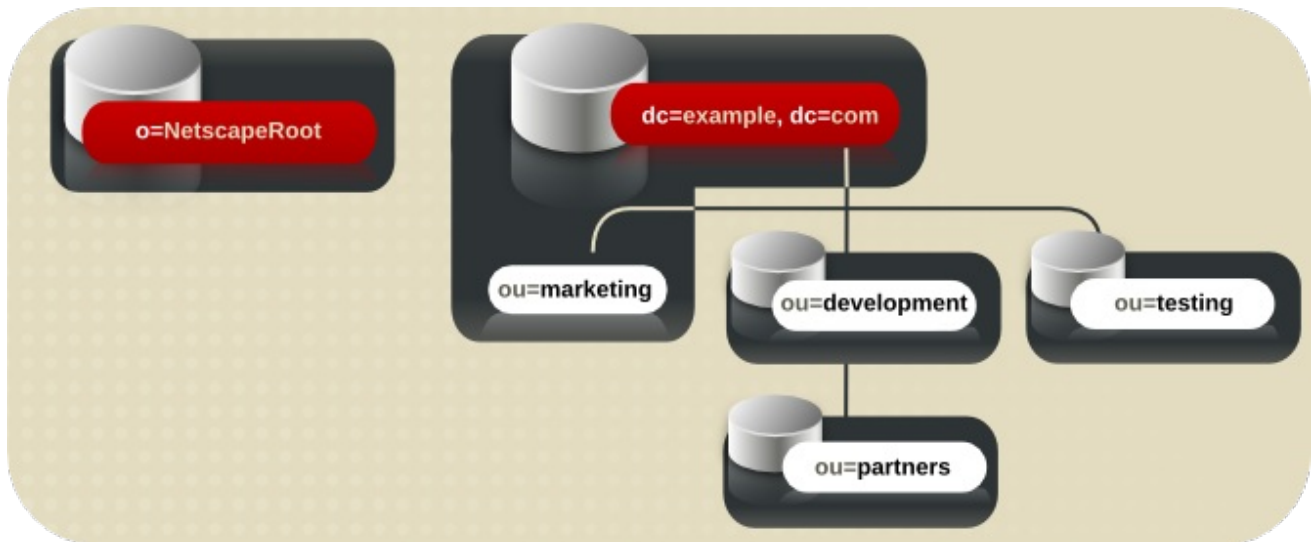 o=NetscapeRoot
dc=example, dc=com
ou=marketing
ou=development
ou=testing
ou=partners